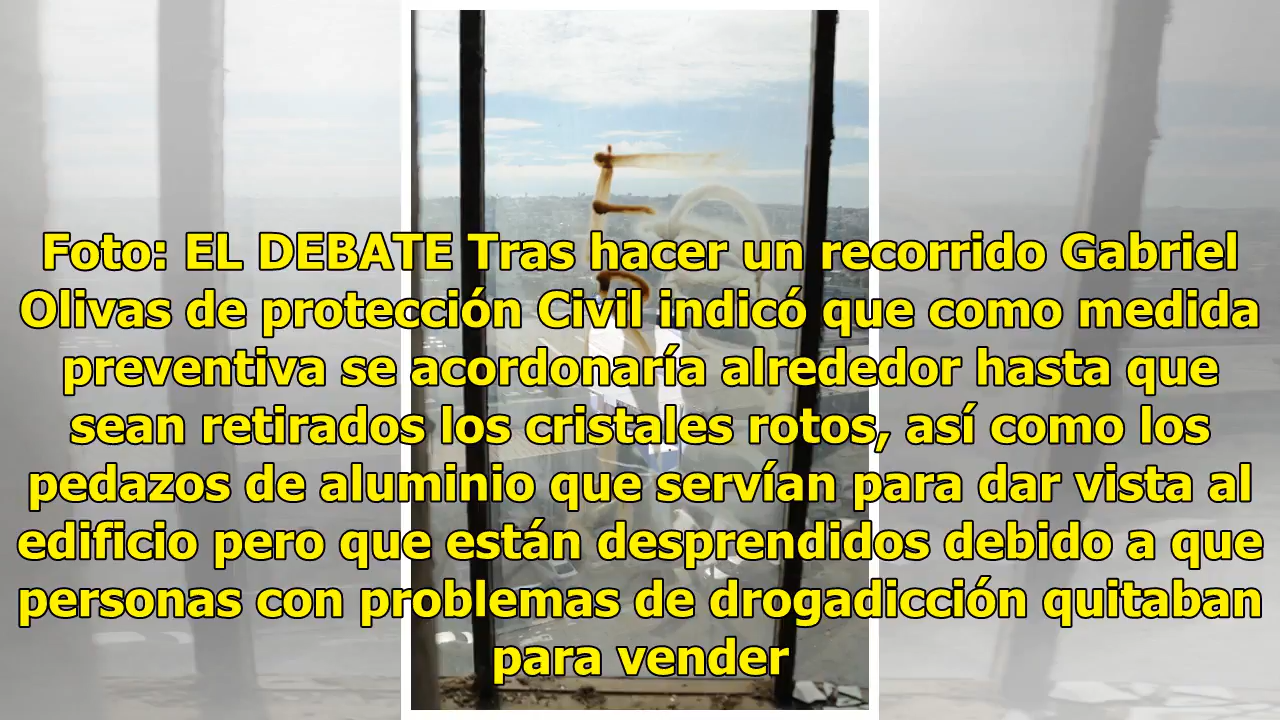 Foto: EL DEBATE Tras hacer un recorrido Gabriel
Olivas de protección Civil indicó que como medida
preventiva se acordonaría alrededor hasta que
sean retirados los cristales rotos, así como los
pedazos de aluminio que servían para dar vista al
edificio pero que están desprendidos debido a que
personas con problemas de drogadicción quitaban
para vender